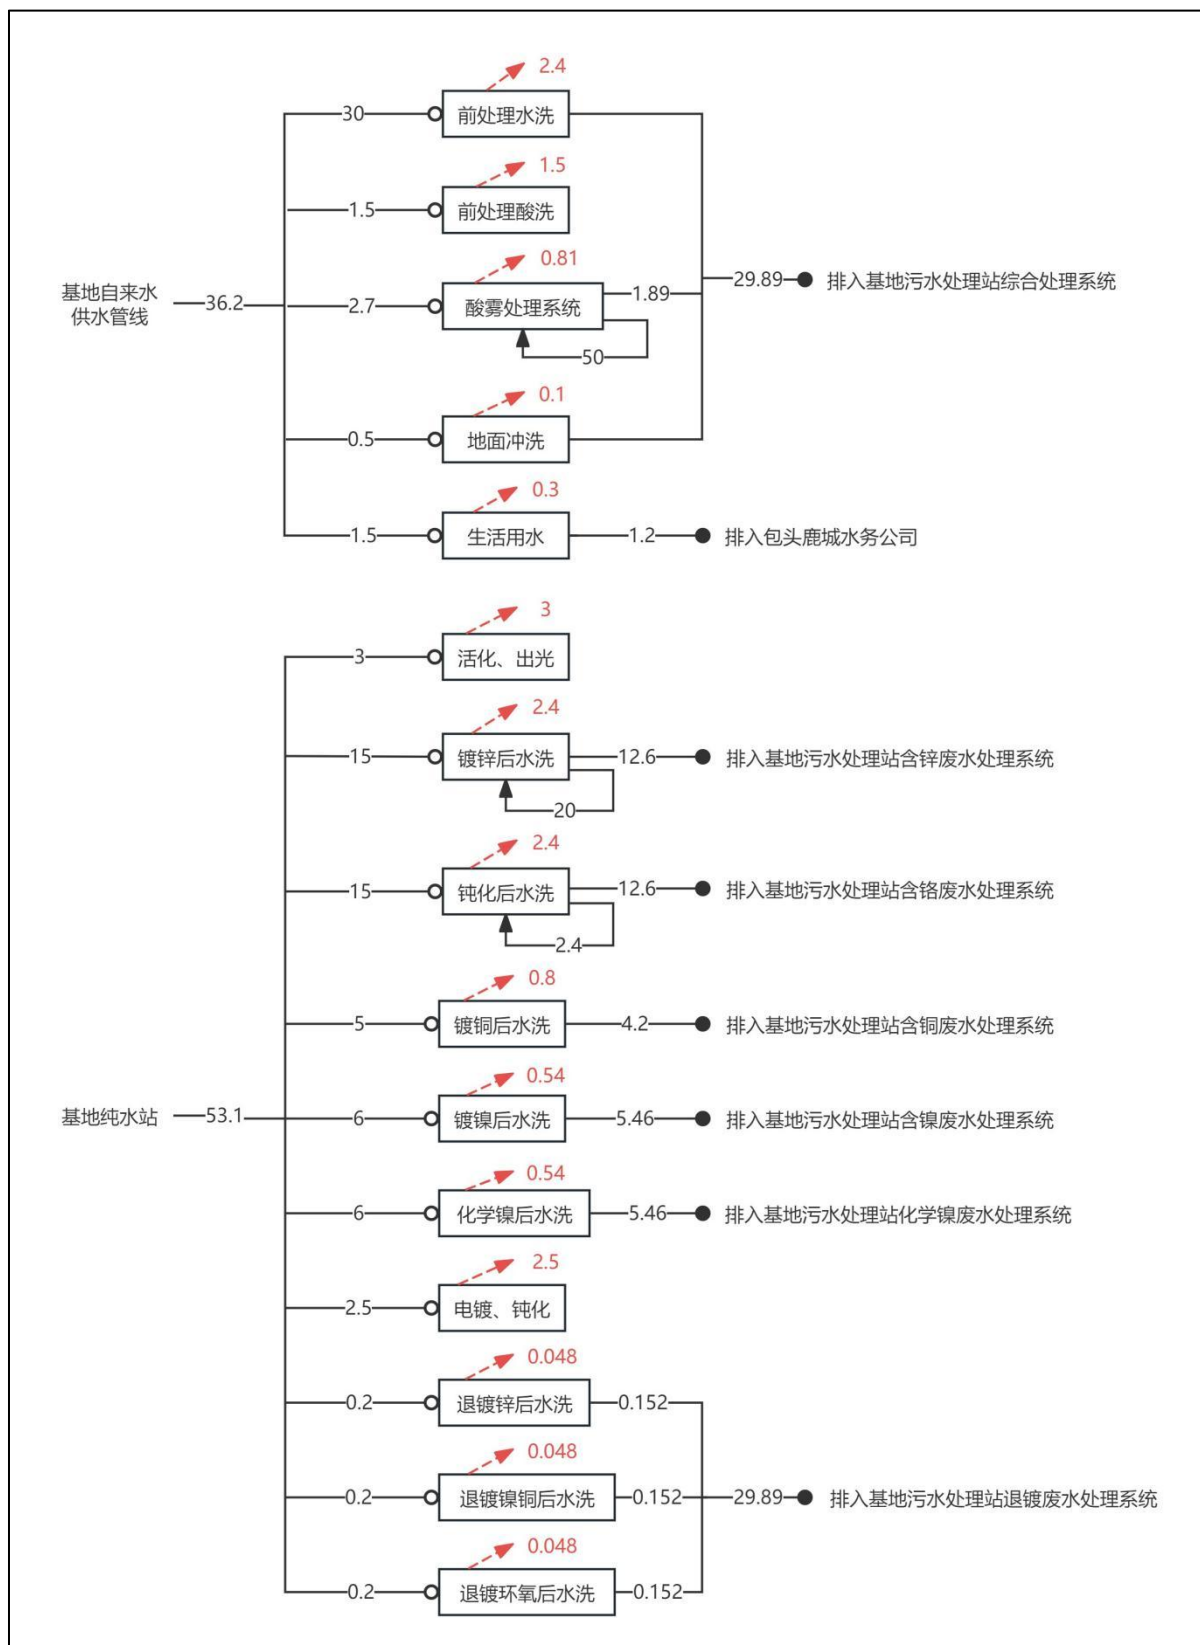 2.4
30
前处理水洗
1.5
1.5
前处理酸洗
0.81
基地自来水
供水管线
36.2
2.7
酸雾处理系统
1.89
50
29.89
排入基地污水处理站综合处理系统
0.1
0.5
地面冲洗
0.3
1.5
生活用水
1.2
排入包头鹿城水务公司
3
3
活化、出光
2.4
15
镀锌后水洗
12.6
排入基地污水处理站含锌废水处理系统
20
2.4
15
钝化后水洗
12.6
排入基地污水处理站含铬废水处理系统
2.4
0.8
5
镀铜后水洗
4.2
排入基地污水处理站含铜废水处理系统
0.54
基地纯水站
53.1
6
镀镍后水洗
5.46
排入基地污水处理站含镍废水处理系统
0.54
6
化学镍后水洗
5.46
排入基地污水处理站化学镍废水处理系统
2.5
2.5
电镀、钝化
0.048
0.2
退镀锌后水洗
0.152
0.048
0.2
退镀镍铜后水洗
0.152
29.89
排入基地污水处理站退镀废水处理系统
0.048
0.2
退镀环氧后水洗
0.152